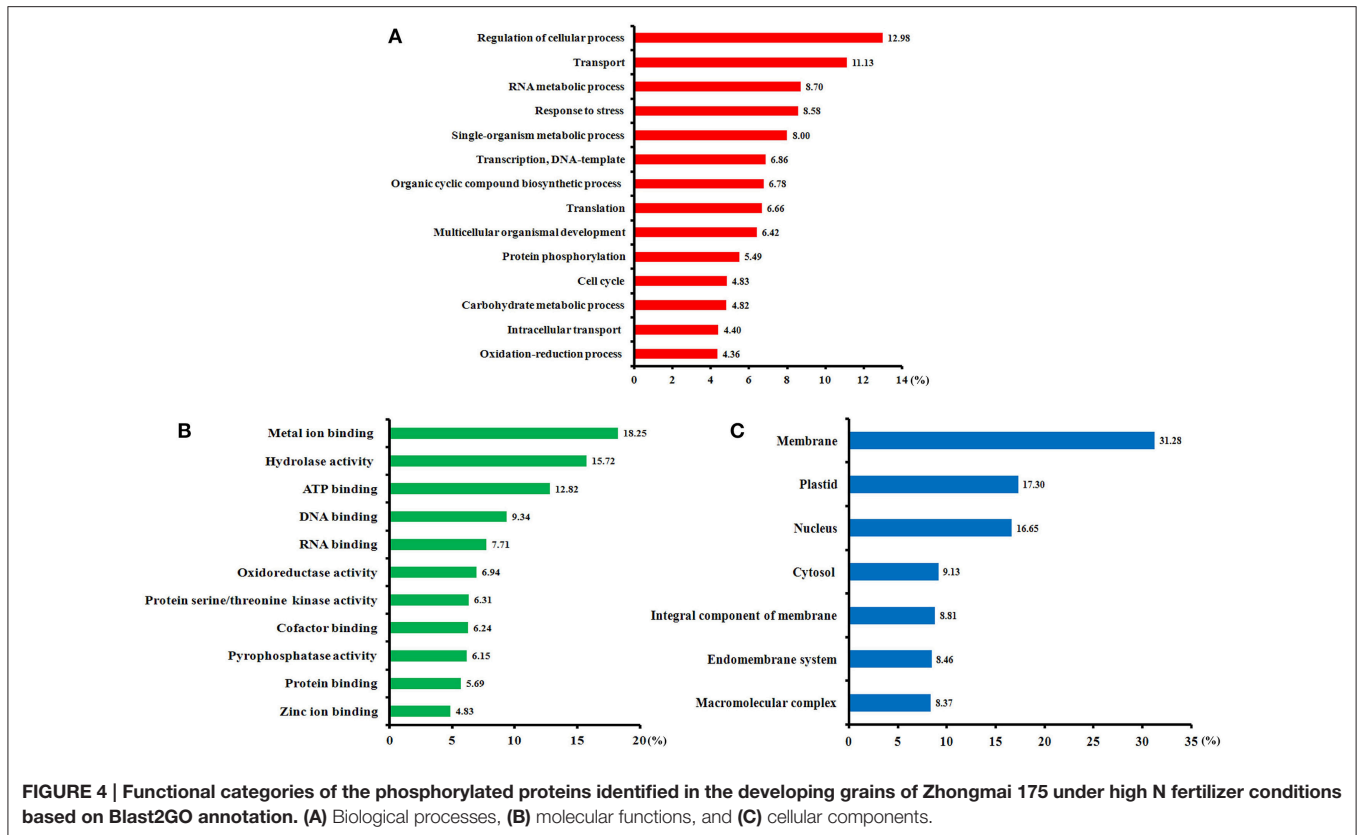 A
Regulation of cellular process 12.98
Transport 11.13
RNA metabolic process 8.70
Response to stress 8.58
Single-organism metabolic process 8.00
Transcription, DNA-template 6.86
Organic cyclic compound biosynthetic process 6.78
Translation 6.66
Multicellular organismal development 6.42
Protein phosphorylation 5.49
Cell cycle 4.83
Carbohydrate metabolic process 4.82
Intracellular transport 4.40
Oxidation-reduction process 4.36
0 2 4 6 8 10 12 14 (%)
B
Metal ion binding 18.25
Hydrolase activity 15.72
ATP binding 12.82
DNA binding 9.34
RNA binding 7.71
Oxidoreductase activity 6.94
Protein serine/threonine kinase activity 6.31
Cofactor binding 6.24
Pyrophosphatase activity 6.15
Protein binding 5.69
Zinc ion binding 4.83
0 5 10 15 20 (%)
C
Membrane 31.28
Plastid 17.30
Nucleus 16.65
Cytosol 9.13
Integral component of membrane 8.81
Endomembrane system 8.46
Macromolecular complex 8.37
0 5 10 15 20 25 30 35 (%)
FIGURE 4 | Functional categories of the phosphorylated proteins identified in the developing grains of Zhongmai 175 under high N fertilizer conditions
based on Blast2GO annotation. (A) Biological processes, (B) molecular functions, and (C) cellular components.